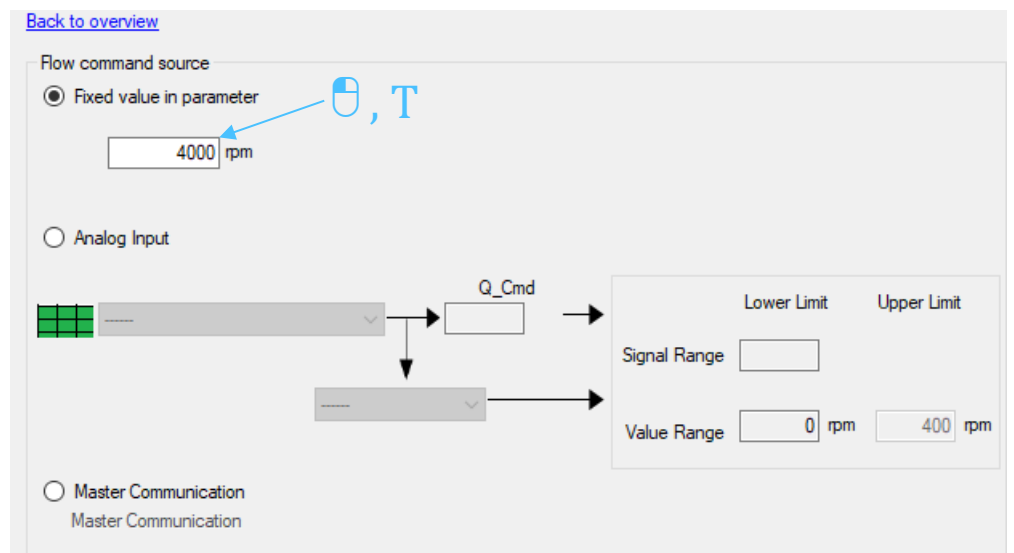 Back to overview
Flow command source
Fixed value in parameter
, T
4000 rpm
Analog Input
Q_Cmd
------
Lower Limit Upper Limit
Signal Range
------
Value Range 0 rpm 400 rpm
Master Communication
Master Communication